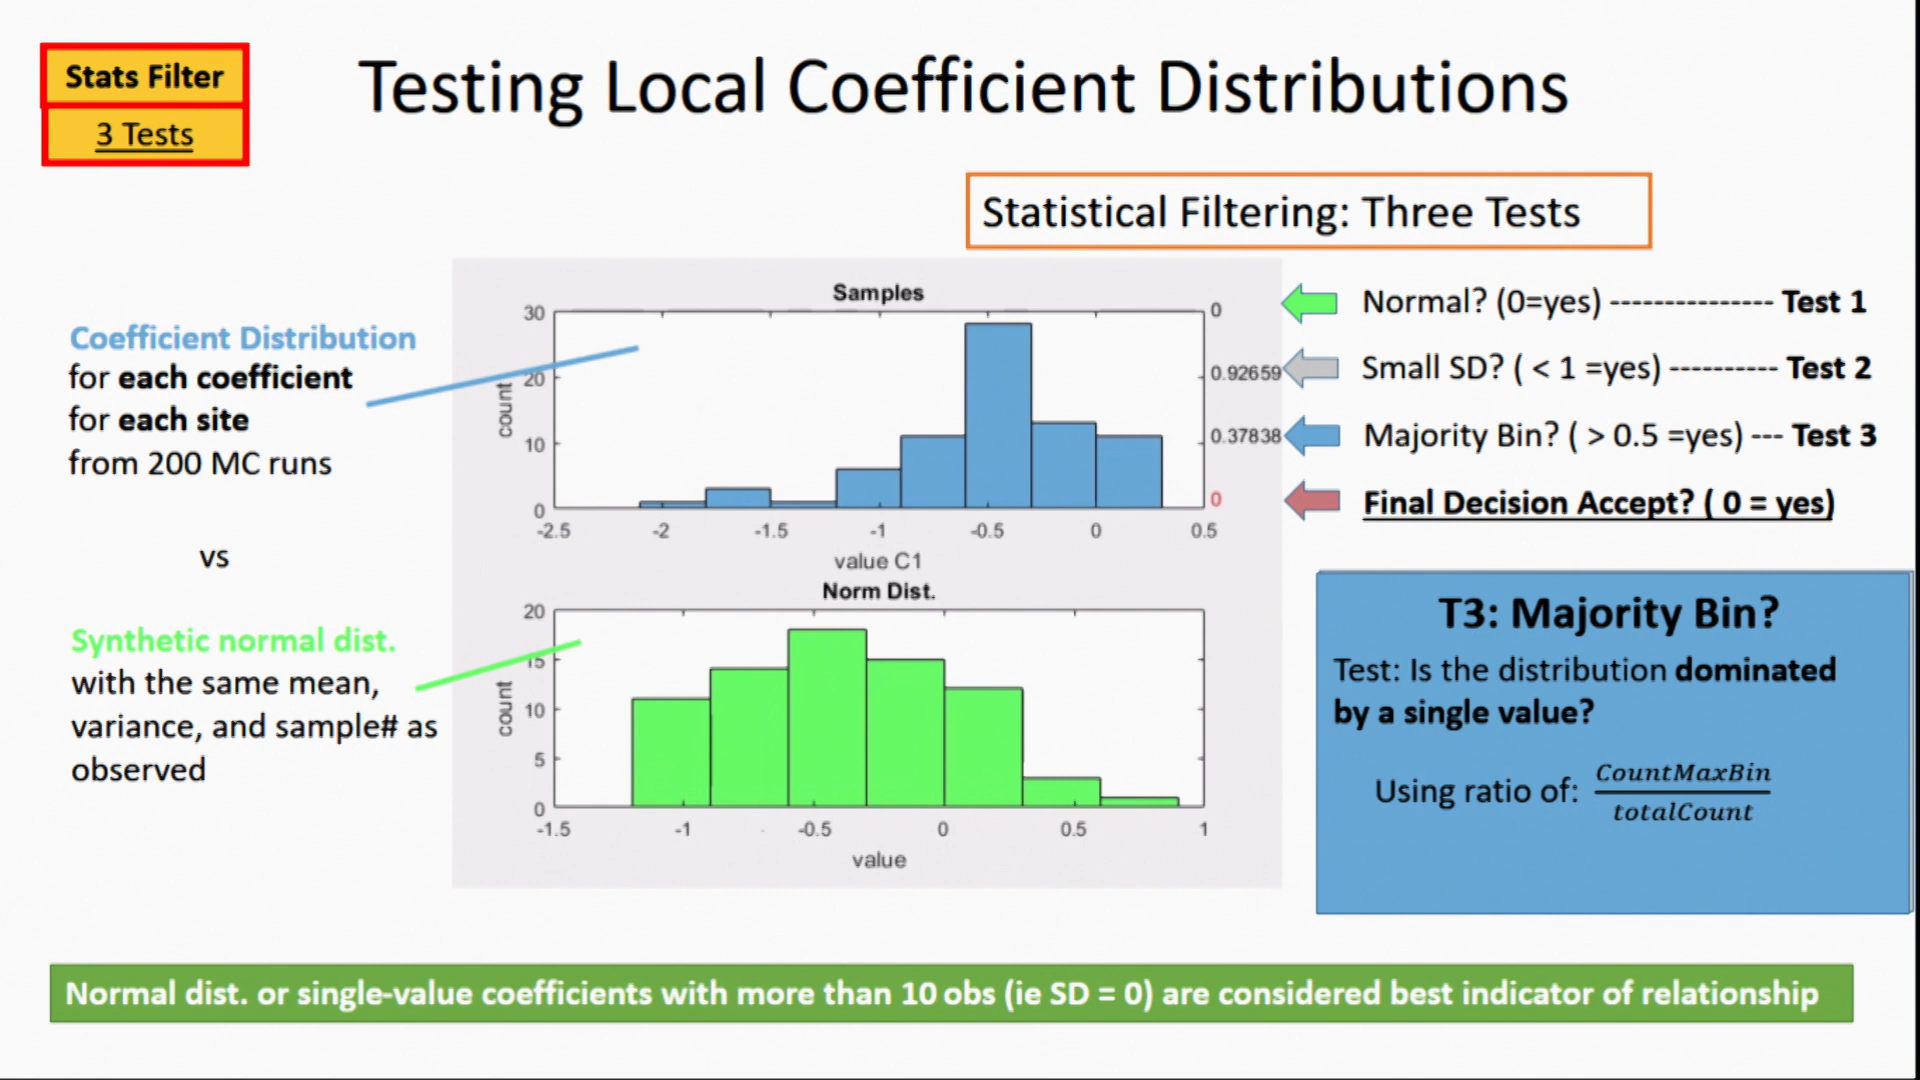 Stats Filter
3 Tests
Testing Local Coefficient Distributions
Statistical Filtering: Three Tests
Coefficient Distribution
for each coefficient
for each site
from 200 MC runs
vs
Synthetic normal dist.
with the same mean,
variance, and sample# as
observed
Samples
30
20
10
0
count
-2.5 -2 -1.5 -1 -0.5 0 0.5
value C1
0
0.92659
0.37838
0
Norm Dist.
20
15
10
5
0
count
-1.5 -1 -0.5 0 0.5 1
value
Normal? (0=yes) --------------- Test 1
Small SD? ( < 1 =yes) ---------- Test 2
Majority Bin? ( > 0.5 =yes) --- Test 3
Final Decision Accept? ( 0 = yes)
T3: Majority Bin?
Test: Is the distribution dominated
by a single value?
Using ratio of: CountMaxBin
totalCount
Normal dist. or single-value coefficients with more than 10 obs (ie SD = 0) are considered best indicator of relationship